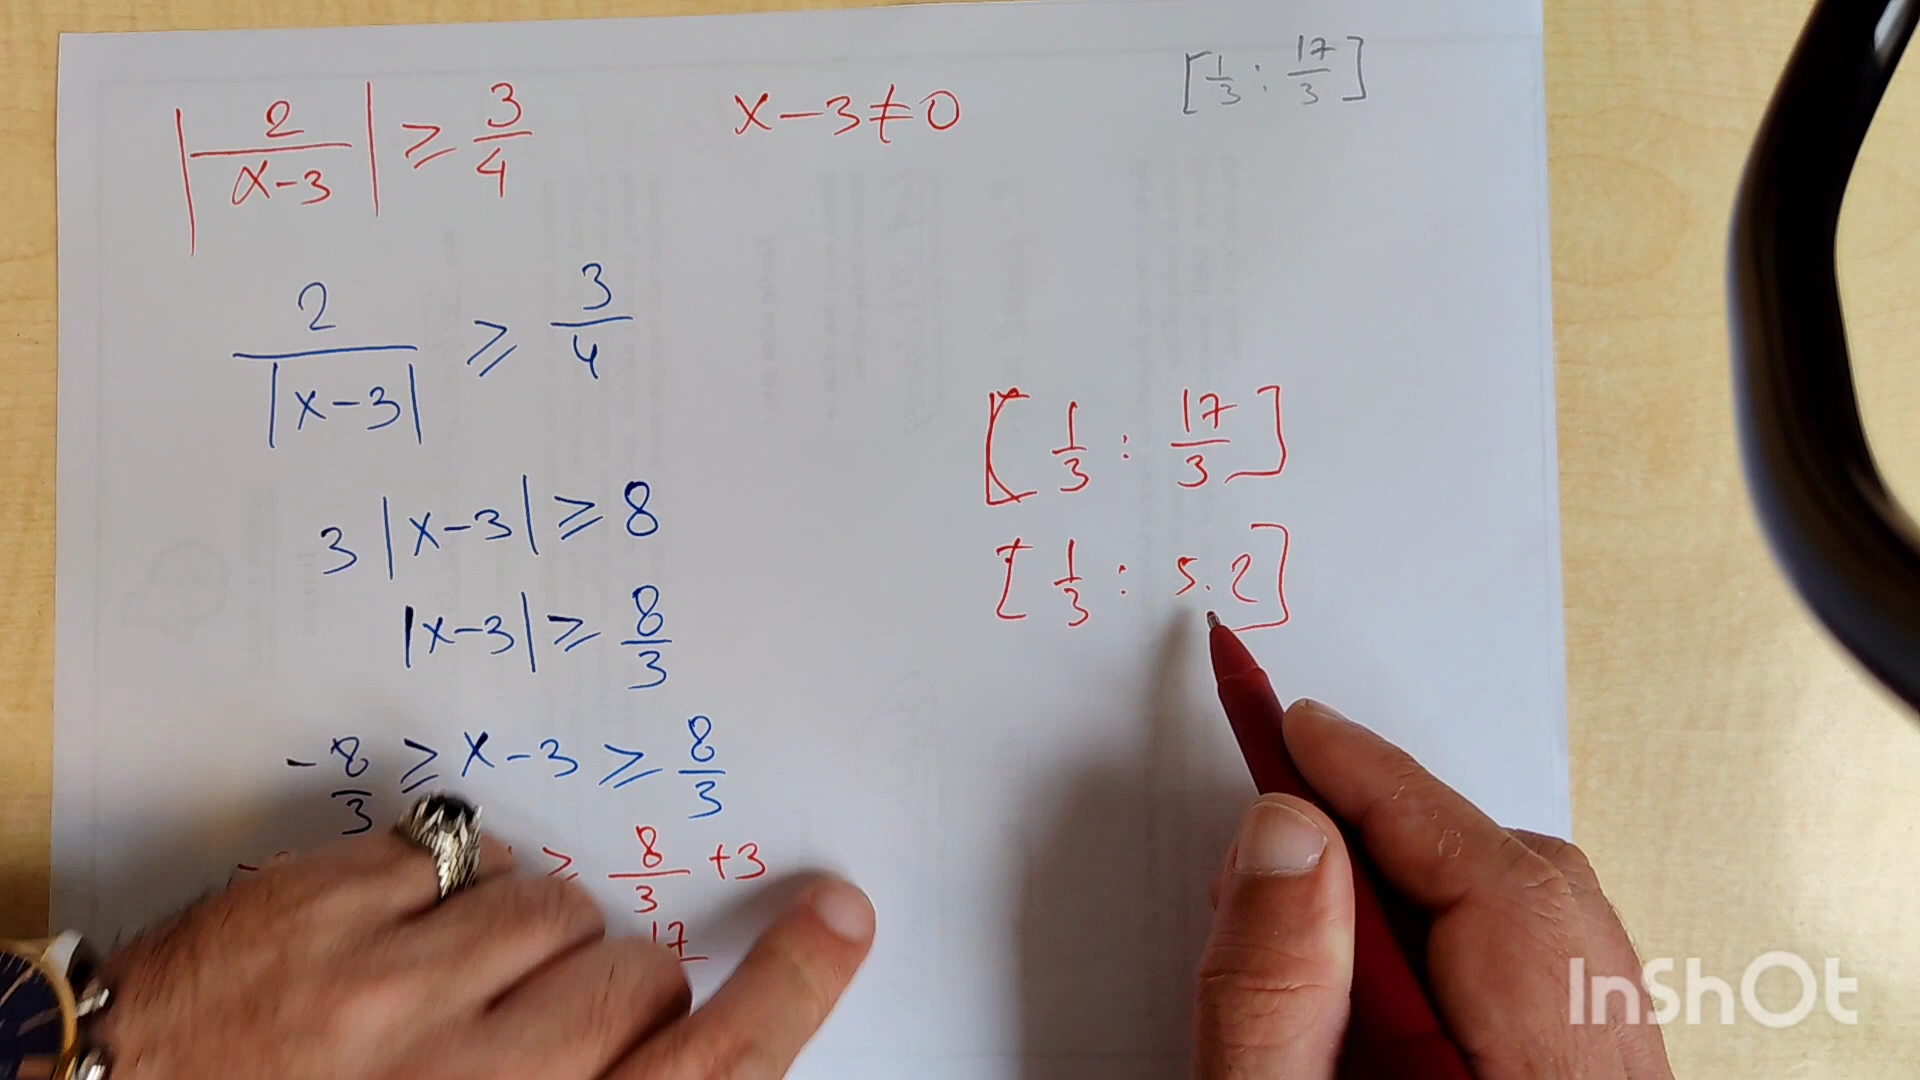 |2/(x-3)| ≥ 3/4
x-3≠0
[1/3 : 17/3]
2/|x-3| ≥ 3/4
3|x-3| ≥ 8
|x-3| ≥ 8/3
-8/3 ≥ x-3 ≥ 8/3
≥ 8/3 +3
17
[1/3 : 17/3]
[1/3 : 5.2]
InShOt